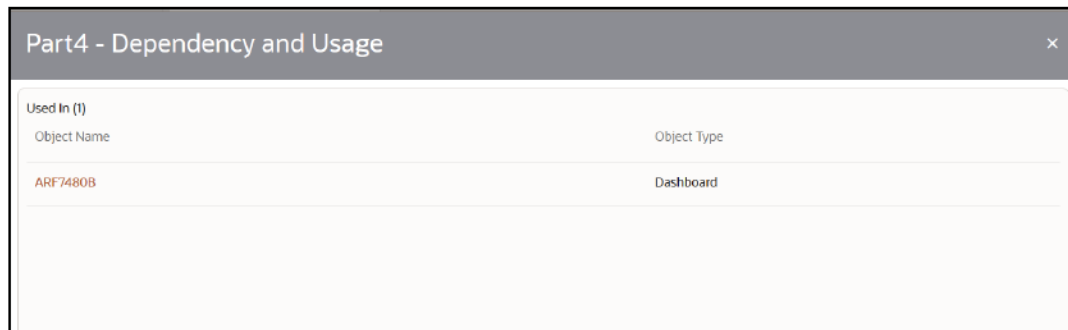 Part4 - Dependency and Usage ×
Used In (1)
Object Name Object Type
ARF7480B Dashboard